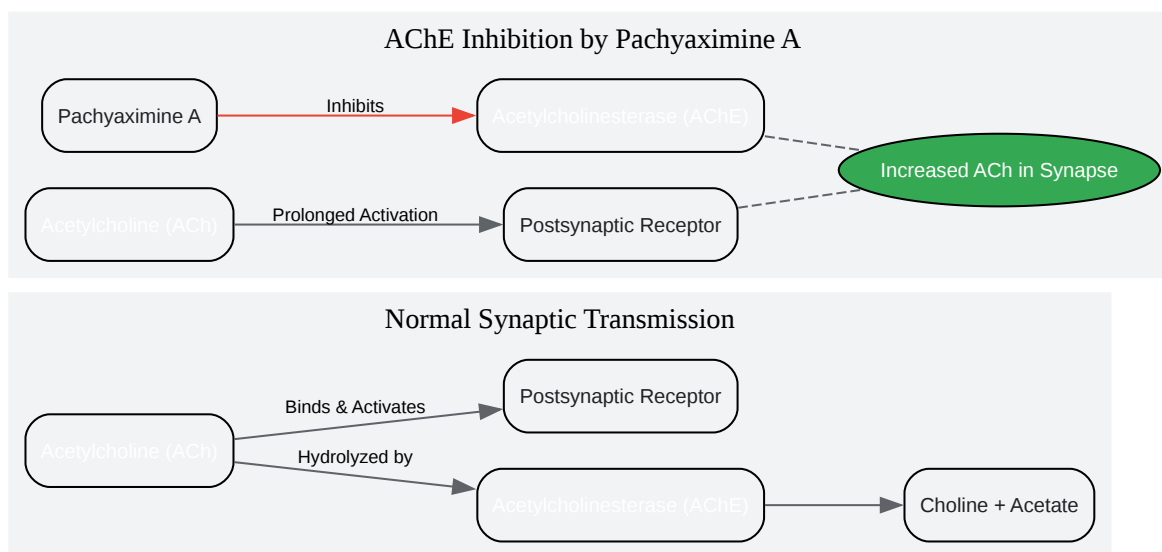 AChE Inhibition by Pachyaximine A
Pachyaximine A
Inhibits
Acetylcholinesterase (AChE)
Increased ACh in Synapse
Acetylcholine (ACh)
Prolonged Activation
Postsynaptic Receptor
Normal Synaptic Transmission
Postsynaptic Receptor
Binds & Activates
Acetylcholine (ACh)
Hydrolyzed by
Acetylcholinesterase (AChE)
Choline + Acetate